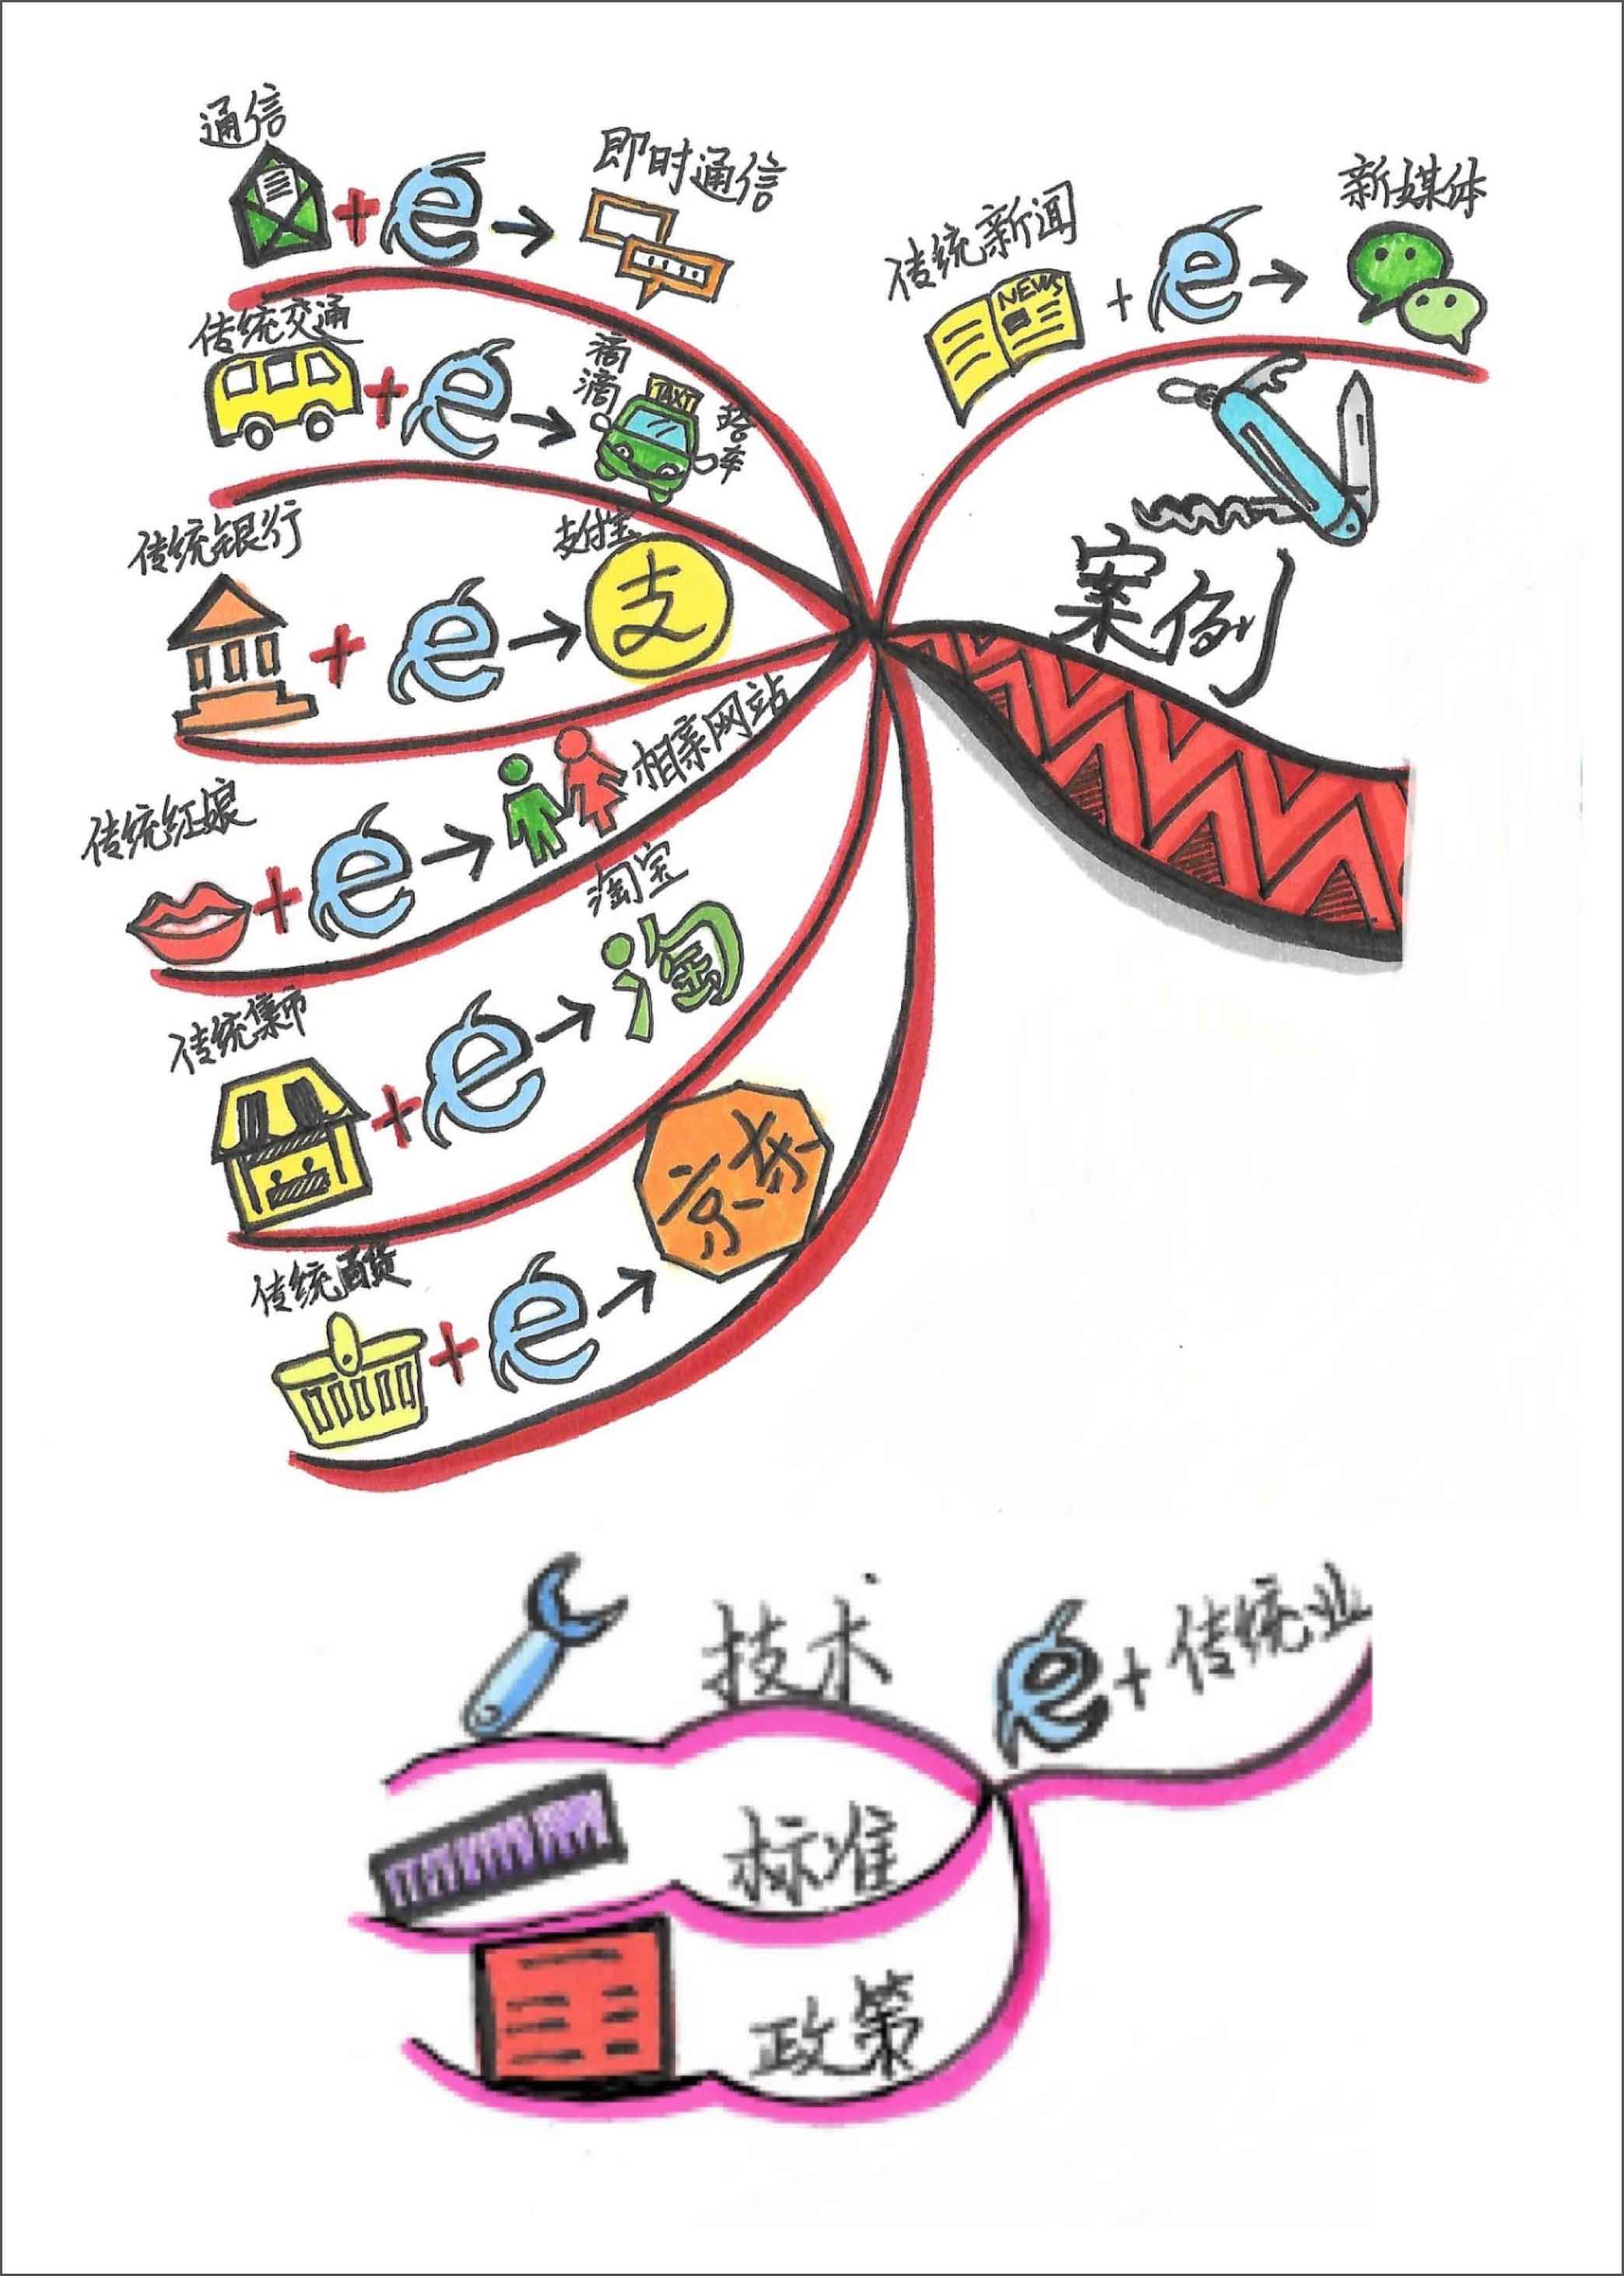 通信
e
即时通信
传统交通
e
滴滴
TAXI
车
传统银行
e
支付宝
支
传统红娘
e
相亲网站
传统集市
e
淘宝
淘
传统百货
e
京东
传统新闻
NEWS
+
e
新媒体
案例
技术
标准
政策
e + 传统业